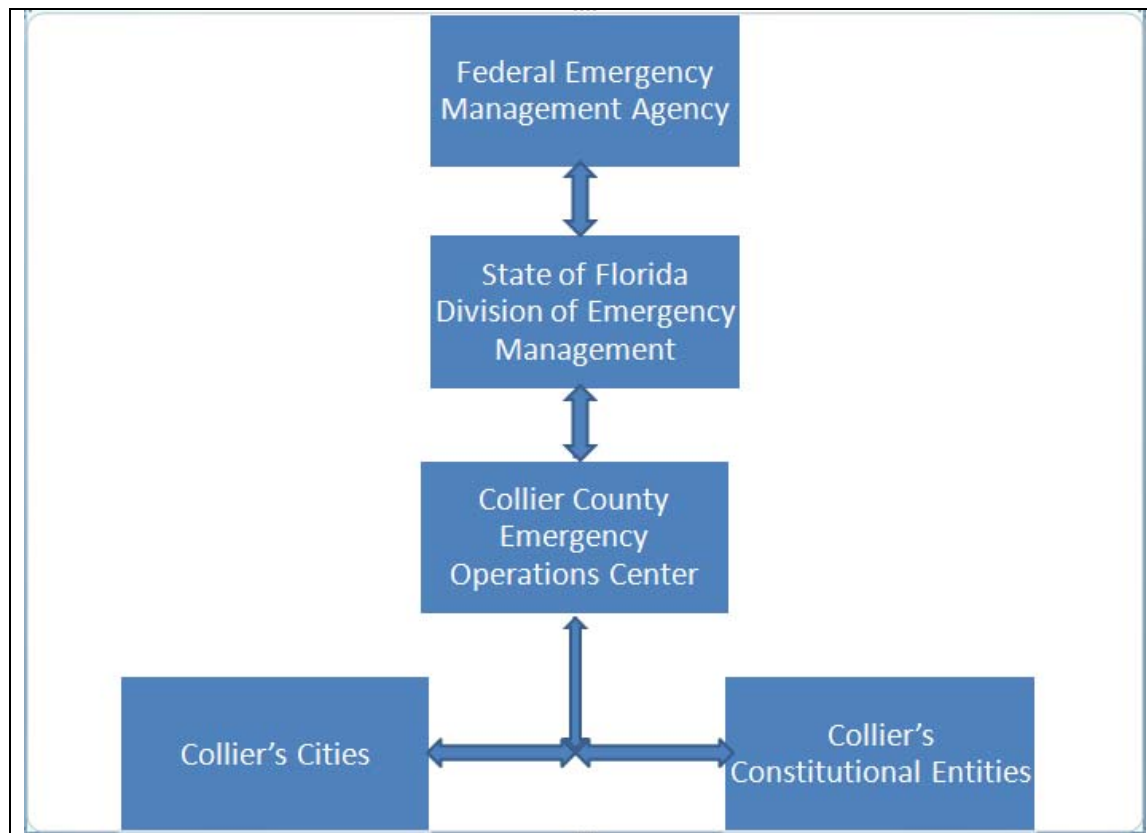 Federal Emergency
Management Agency
State of Florida
Division of Emergency
Management
Collier County
Emergency
Operations Center
Collier’s Cities
Collier’s
Constitutional Entities